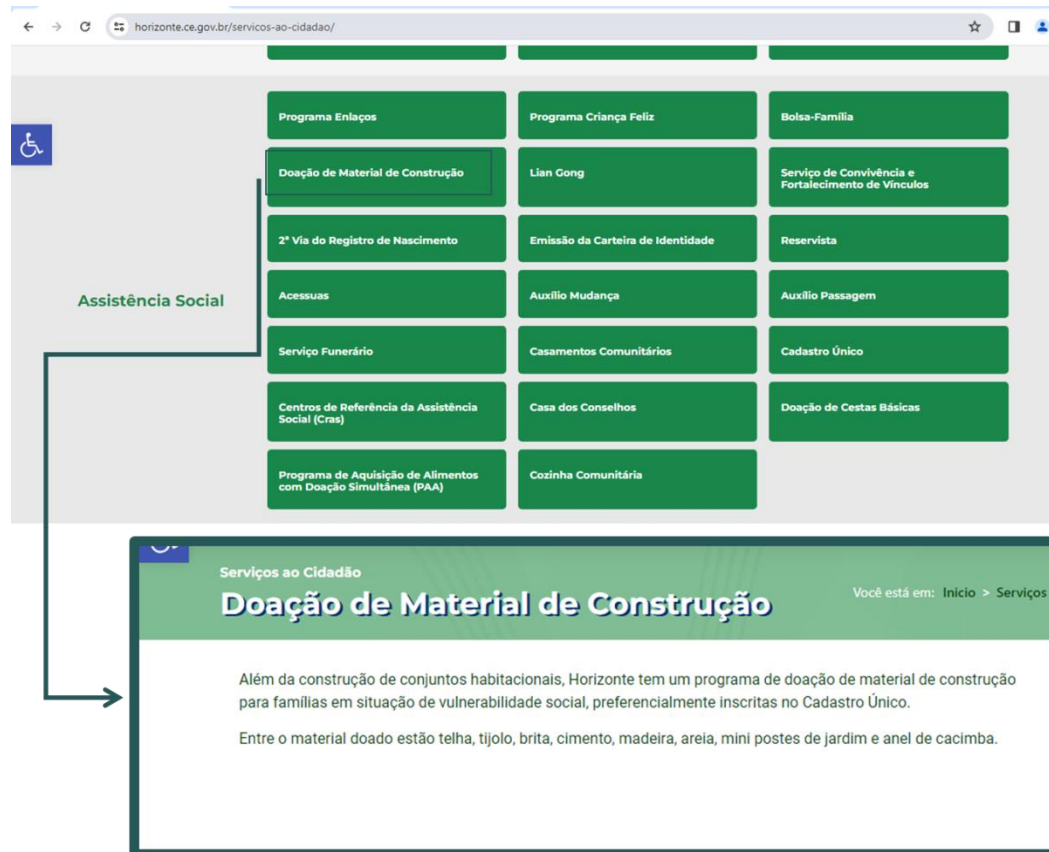 horizonte.ce.gov.br/servicos-ao-cidadao/
Programa Enlaços
Programa Criança Feliz
Bolsa-Família
Doação de Material de Construção
Lian Gong
Serviço de Convivência e
Fortalecimento de Vínculos
2ª Via do Registro de Nascimento
Emissão da Carteira de Identidade
Reservista
Assistência Social
Acessuas
Auxílio Mudança
Auxílio Passagem
Serviço Funerário
Casamentos Comunitários
Cadastro Único
Centros de Referência da Assistência
Social (Cras)
Casa dos Conselhos
Doação de Cestas Básicas
Programa de Aquisição de Alimentos
com Doação Simultânea (PAA)
Cozinha Comunitária
Serviços ao Cidadão
Doação de Material de Construção
Você está em: Inicio > Serviços
Além da construção de conjuntos habitacionais, Horizonte tem um programa de doação de material de construção
para famílias em situação de vulnerabilidade social, preferencialmente inscritas no Cadastro Único.
Entre o material doado estão telha, tijolo, brita, cimento, madeira, areia, mini postes de jardim e anel de cacimba.